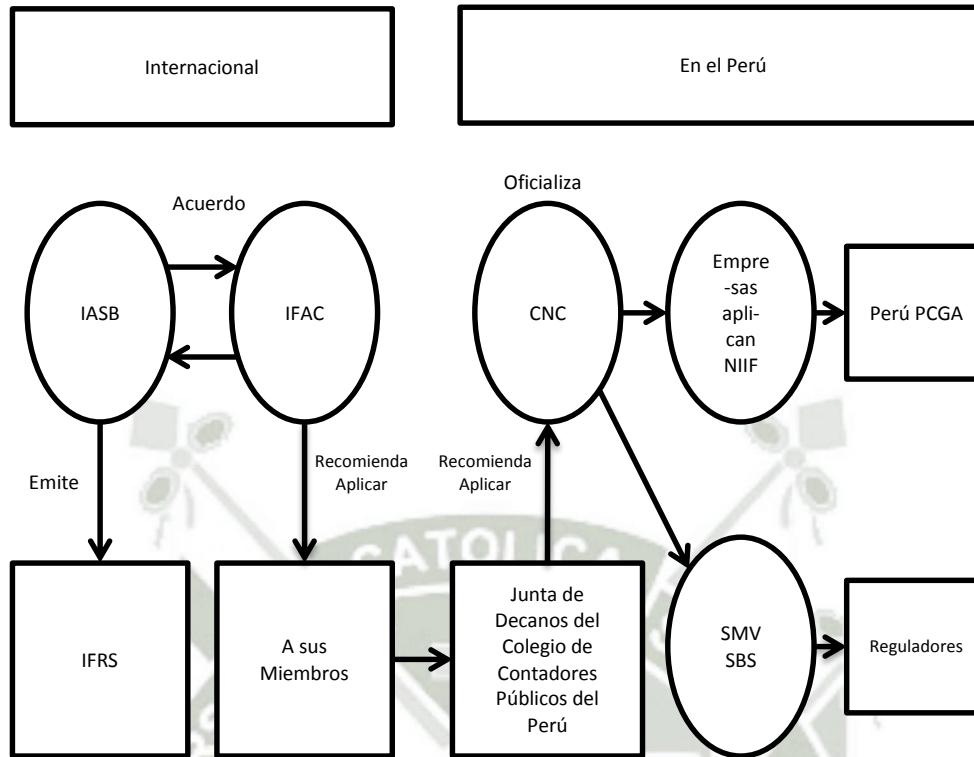 Internacional
En el Perú
Acuerdo
IASB
IFAC
Emite
Recomienda
Aplicar
IFRS
A sus
Miembros
Oficializa
CNC
Empre
-sas
apli-
can
NIIF
Perú PCGA
Recomienda
Aplicar
Junta de
Decanos del
Colegio de
Contadores
Públicos del
Perú
SMV
SBS
Reguladores
CATOLICA